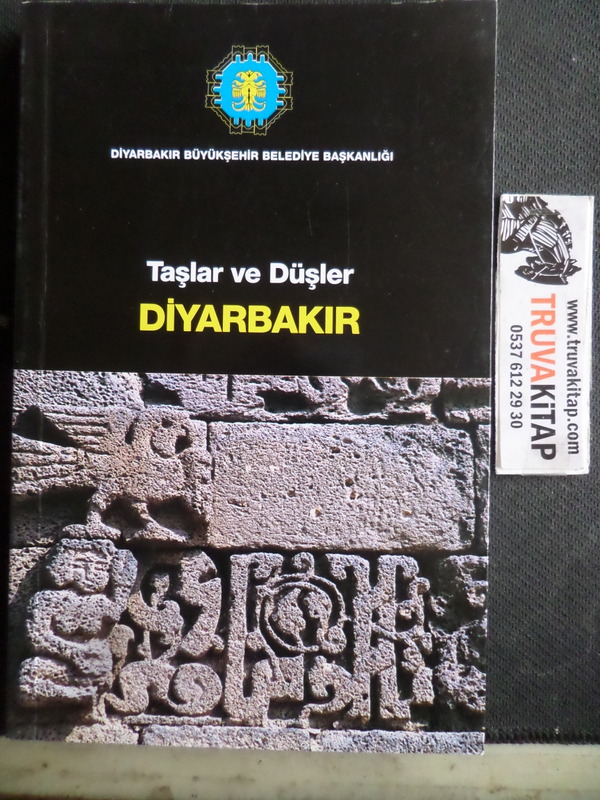 DİYARBAKIR BÜYÜKŞEHİR BELEDİYE BAŞKANLIĞI
Taşlar ve Düşler
DİYARBAKIR
www.truvakitap.com
TRUVAKİTAP
0537 612 29 30